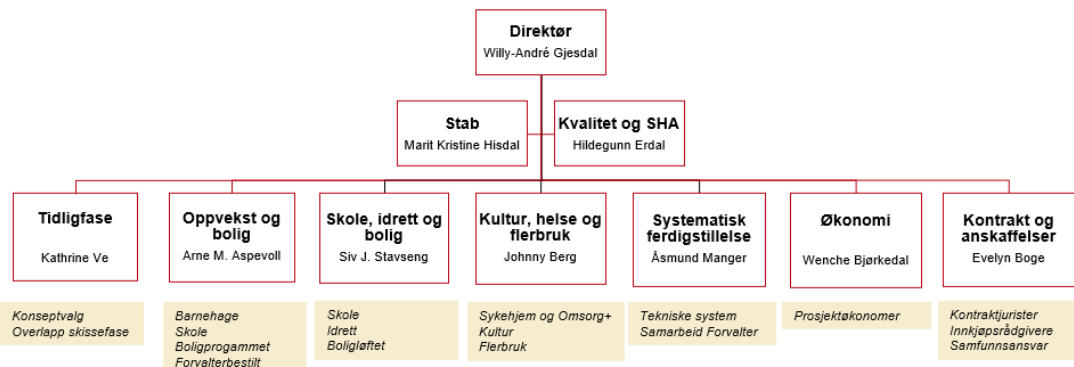 Direktør
Willy-André Gjesdal
Stab
Marit Kristine Hisdal
Kvalitet og SHA
Hildegunn Erdal
Tidligfase
Kathrine Ve
Oppvekst og
bolig
Arne M. Aspevoll
Skole, idrett og
bolig
Siv J. Stavseng
Kultur, helse og
flerbruk
Johnny Berg
Systematisk
ferdigstillelse
Åsmund Manger
Økonomi
Wenche Bjørkedal
Kontrakt og
anskaffelser
Evelyn Boge
Konseptvalg
Overlapp skissefase
Barnehage
Skole
Boligprogammet
Forvalterbestilt
Skole
Idrett
Boligløftet
Sykehjem og Omsorg+
Kultur
Flerbruk
Tekniske system
Samarbeid Forvalter
Prosjektøkonomer
Kontraktjurister
Innkjøpsrådgivere
Samfunnsansvar